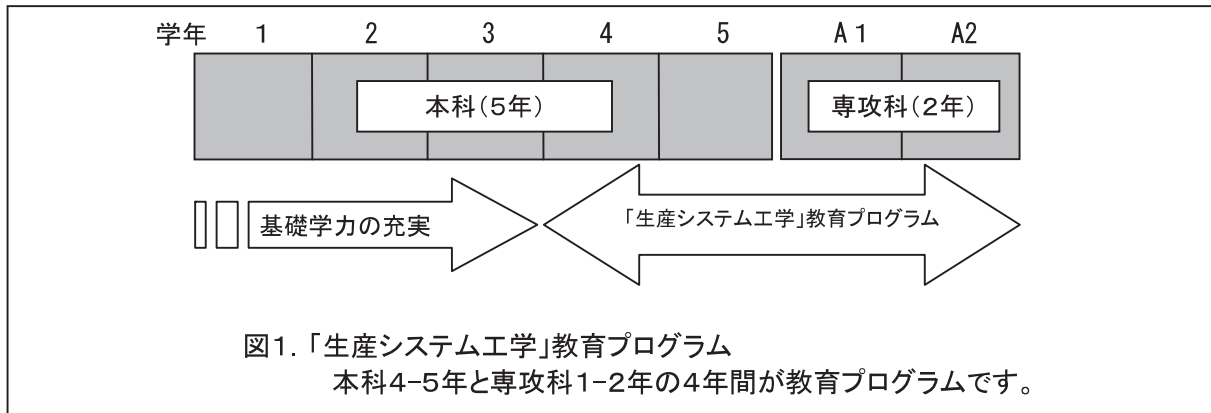 学年 1 2 3 4 5 A1 A2
本科(5年) 専攻科(2年)
基礎学力の充実 「生産システム工学」教育プログラム
図1.「生産システム工学」教育プログラム
本科4-5年と専攻科1-2年の4年間が教育プログラムです。